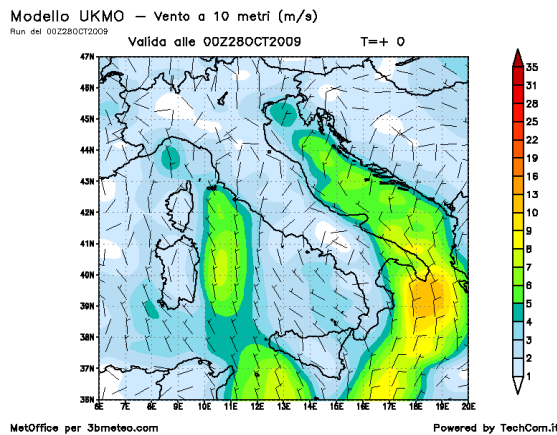 Modello UKMO – Vento a 10 metri (m/s)
Run del 00Z28OCT2009
Valida alle 00Z28OCT2009 T=+ 0
47N
46N
45N
44N
43N
42N
41N
40N
39N
38N
37N
36N
6E 7E 8E 9E 10E 11E 12E 13E 14E 15E 16E 17E 18E 19E 20E
35
31
28
25
22
19
16
13
10
9
8
7
6
5
4
3
2
1
MetOffice per 3bmeteo.com
Powered by TechCom.it